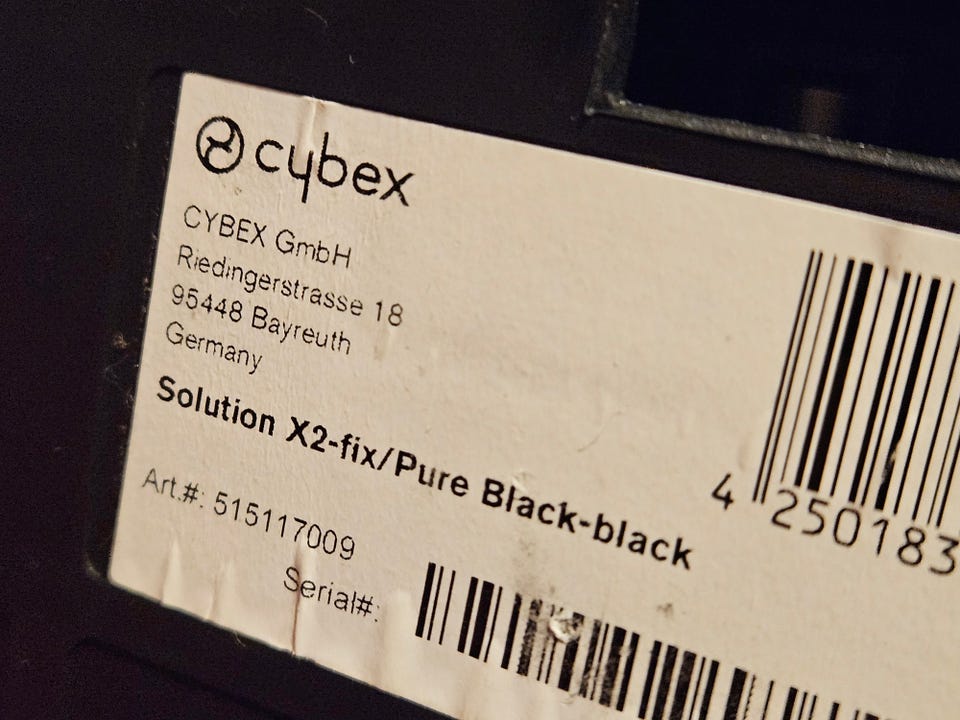 cybex
CYBEX GmbH
Riedingerstrasse 18
95448 Bayreuth
Germany
Solution X2-fix/Pure Black-black
Art.#: 515117009
Serial#:
4 250183